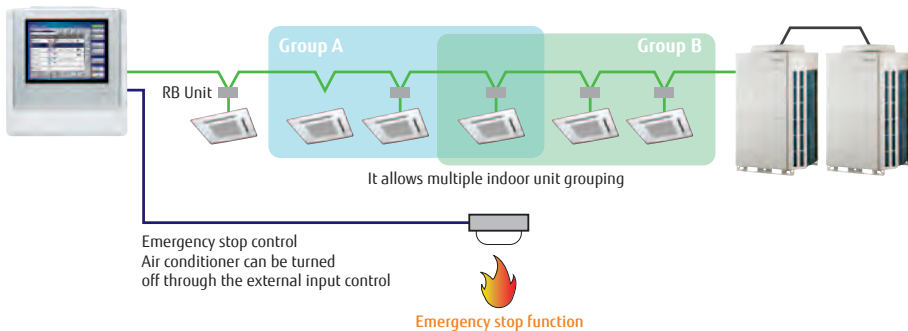 Group A
Group B
RB Unit
It allows multiple indoor unit grouping
Emergency stop control
Air conditioner can be turned
off through the external input control
Emergency stop function